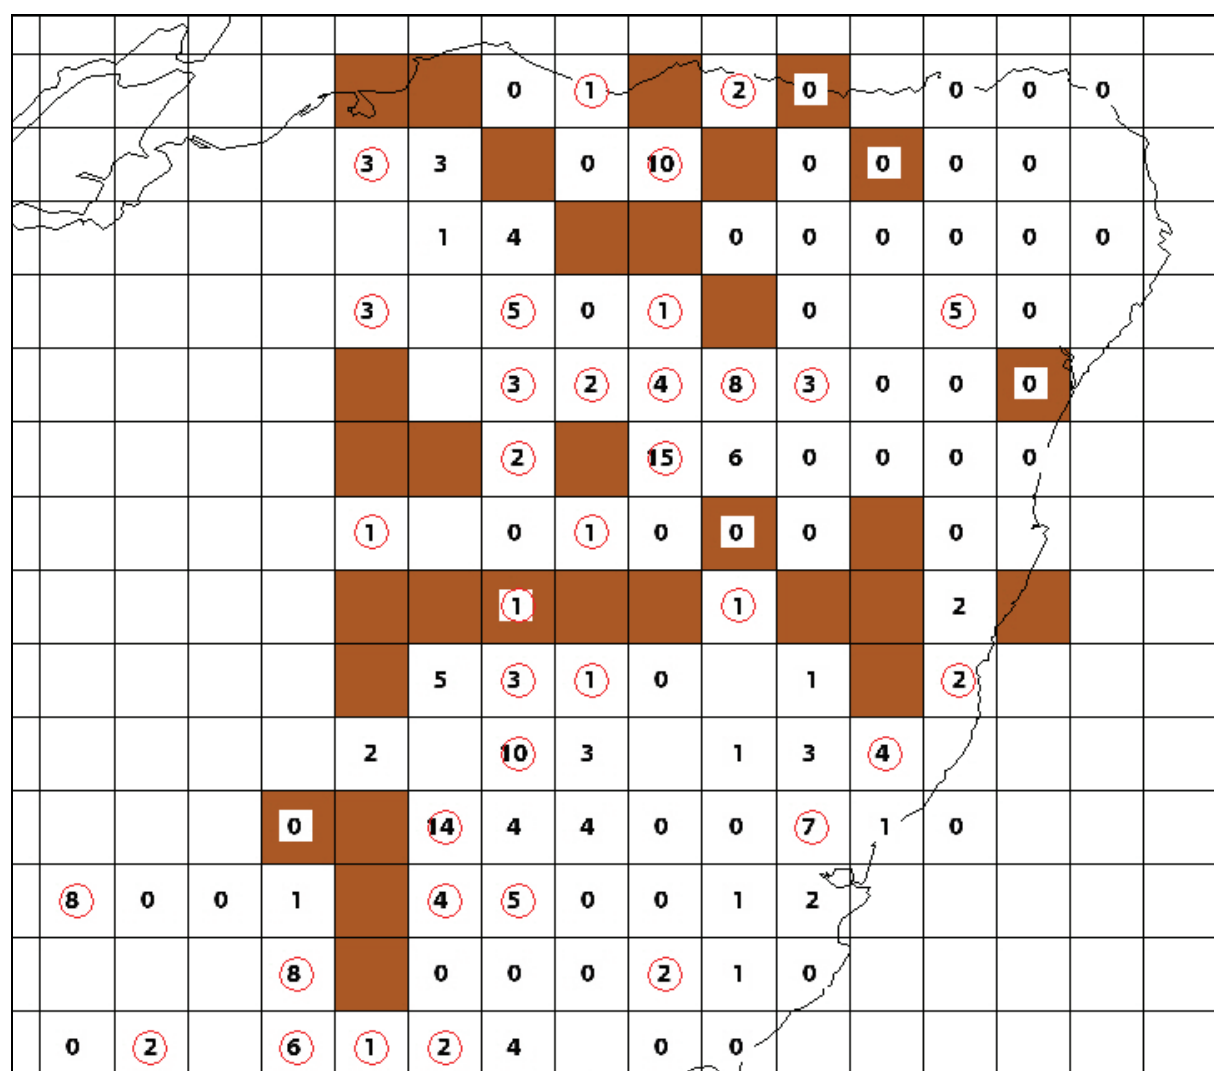 0 1 2 0 0 0 0
3 3 0 10 0 0 0 0
1 4 0 0 0 0 0 0
3 5 0 1 0 5 0
3 2 4 8 3 0 0 0
2 15 6 0 0 0 0
1 0 1 0 0 0 0
1 1 2
5 3 1 0 1 2
2 10 3 1 3 4
0 14 4 4 0 0 7 1 0
8 0 0 1 4 5 0 0 1 2
8 0 0 0 2 1 0
0 2 6 1 2 4 0 0